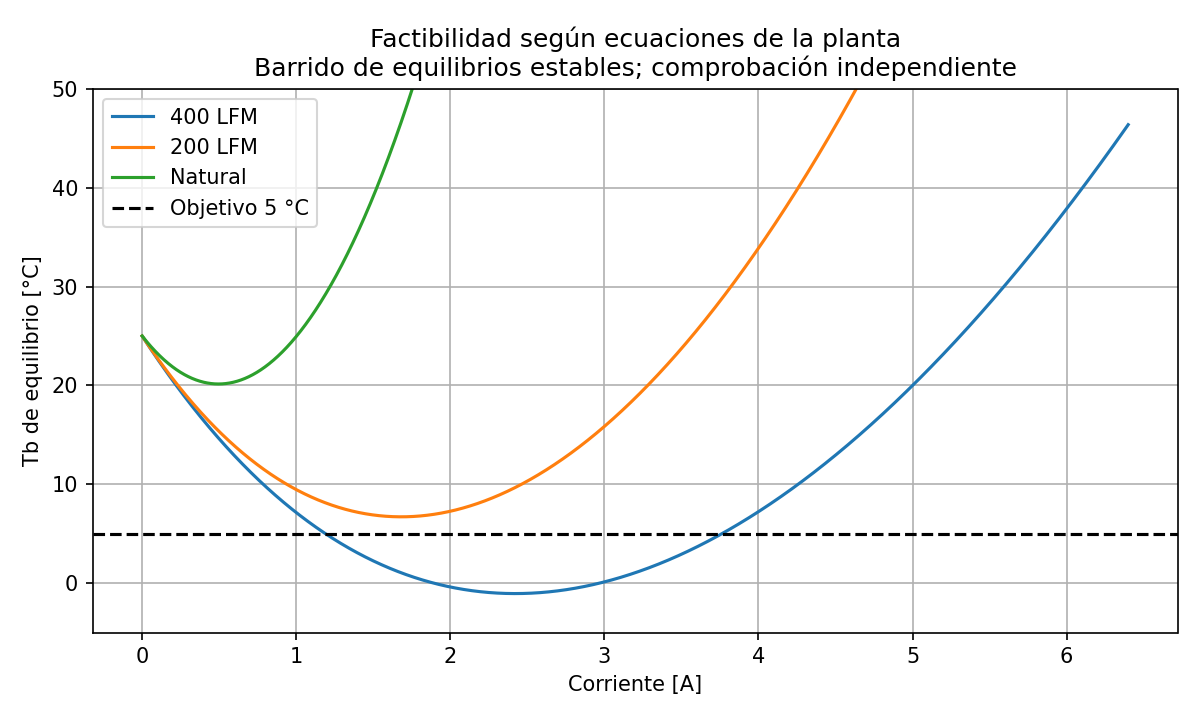 Factibilidad según ecuaciones de la planta
Barrido de equilibrios estables; comprobación independiente
400 LFM
200 LFM
Natural
Objetivo 5 °C
Tb de equilibrio [°C]
50
40
30
20
10
0
0 1 2 3 4 5 6
Corriente [A]